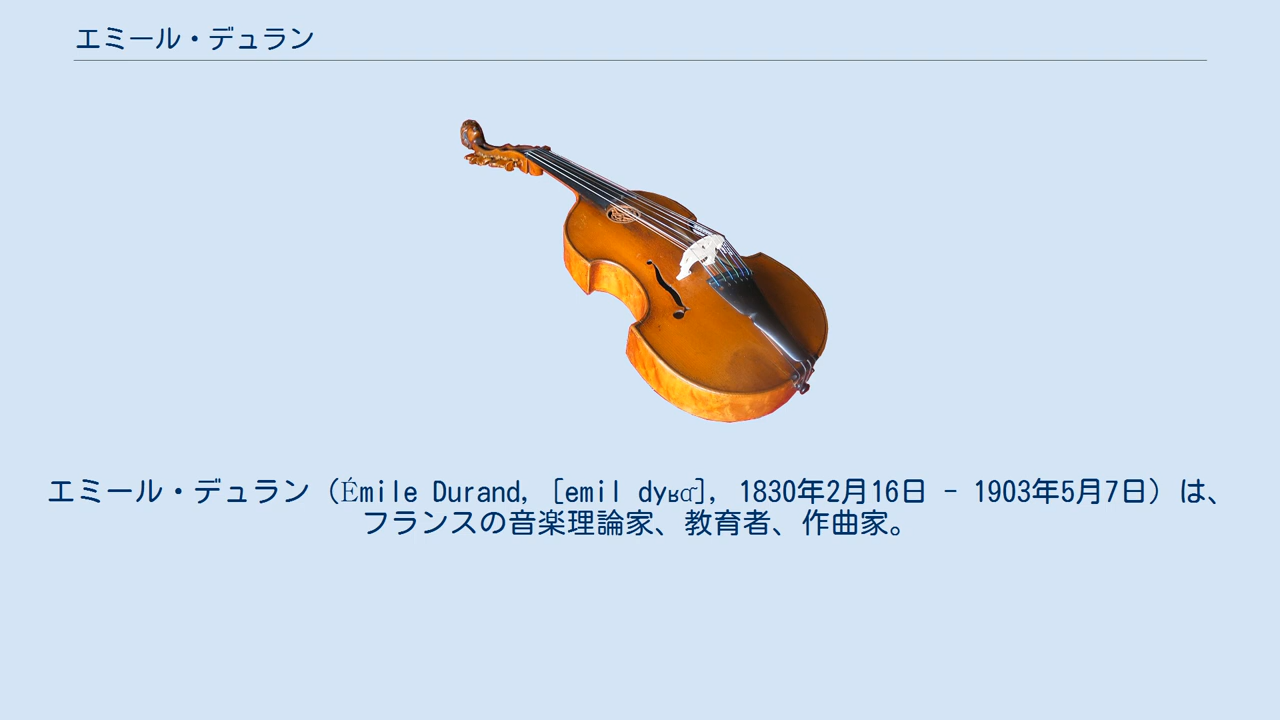 エミール・デュラン
エミール・デュラン（Émile Durand, [emil dyʁɑ̃], 1830年2月16日 - 1903年5月7日）は、
フランスの音楽理論家、教育者、作曲家。